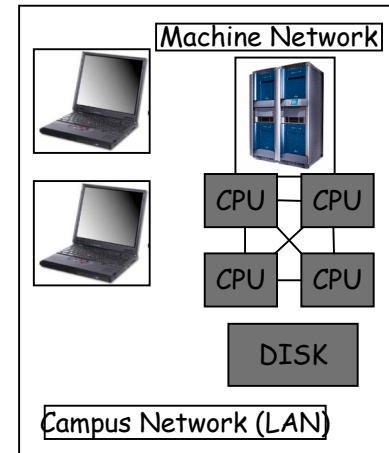 Machine Network
CPU CPU
CPU CPU
DISK
Campus Network (LAN)